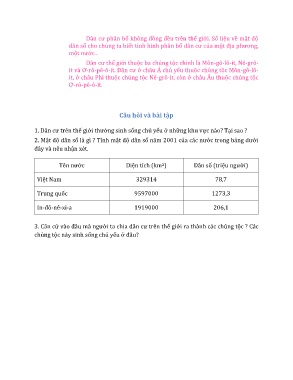 Dân cư phân bố không đồng đều trên thế giới. Số liệu về mật độ
dân số cho chúng ta biết tình hình phân bố dân cư của một địa phương,
một nước...
Dân cư thế giới thuộc ba chủng tộc chính là Môn-gô-lô-ít, Nê-grô-
ít và Ơ-rô-pê-ô-ít. Dân cư ở châu Á chủ yếu thuộc chủng tộc Môn-gô-lô-
ít, ở châu Phi thuộc chủng tộc Nê-grô-ít, còn ở châu Âu thuộc chủng tộc
Ơ-rô-pê-ô-ít.
Câu hỏi và bài tập
1. Dân cư trên thế giới thường sinh sống chủ yếu ở những khu vực nào? Tại sao ?
2. Mật độ dân số là gì ? Tính mật độ dân số năm 2001 của các nước trong bảng dưới
đây và nêu nhận xét.
Tên nước Diện tích (km²) Dân số (triệu người)
Việt Nam 329314 78,7
Trung quốc 9597000 1273,3
In-đô-nê-xi-a 1919000 206,1
3. Căn cứ vào đâu mà người ta chia dân cư trên thế giới ra thành các chủng tộc ? Các
chủng tộc này sinh sống chủ yếu ở đâu?